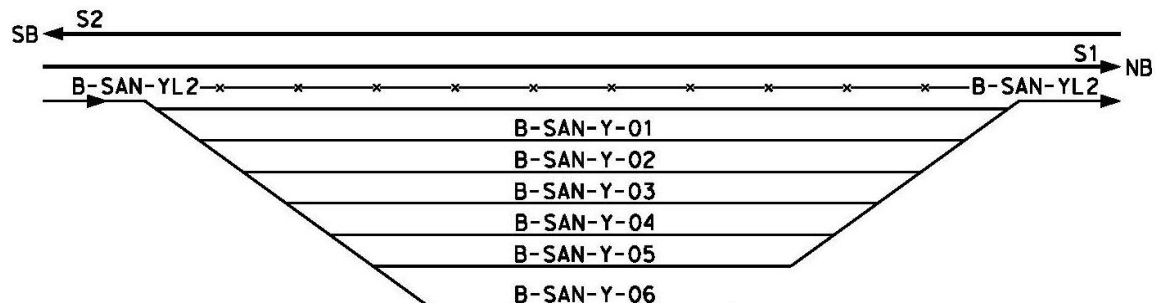 S2
SB
S1
NB
B-SAN-YL2
B-SAN-YL2
B-SAN-Y-01
B-SAN-Y-02
B-SAN-Y-03
B-SAN-Y-04
B-SAN-Y-05
B-SAN-Y-06